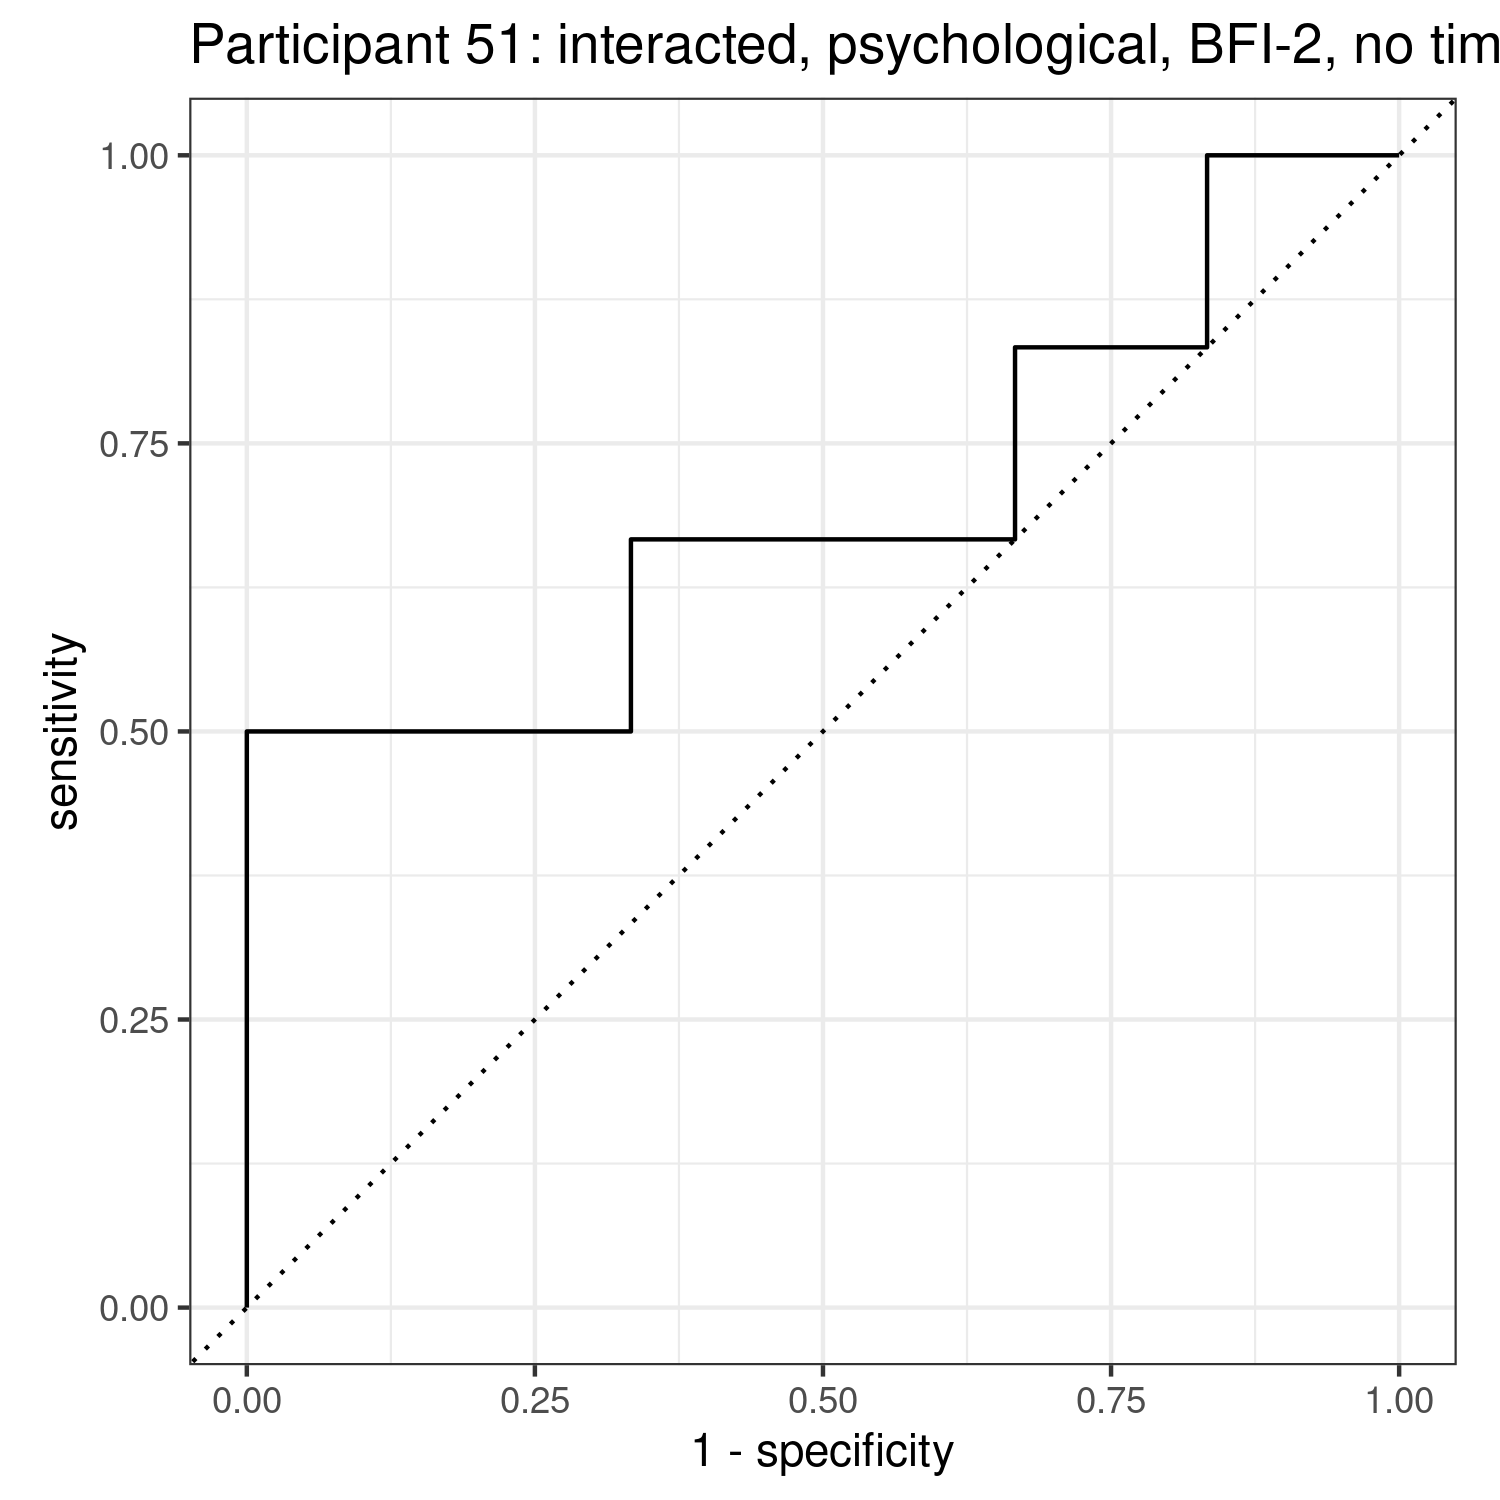 Participant 51: interacted, psychological, BFI-2, no tim
1.00
0.75
0.50
0.25
0.00
sensitivity
0.00 0.25 0.50 0.75 1.00
1 - specificity